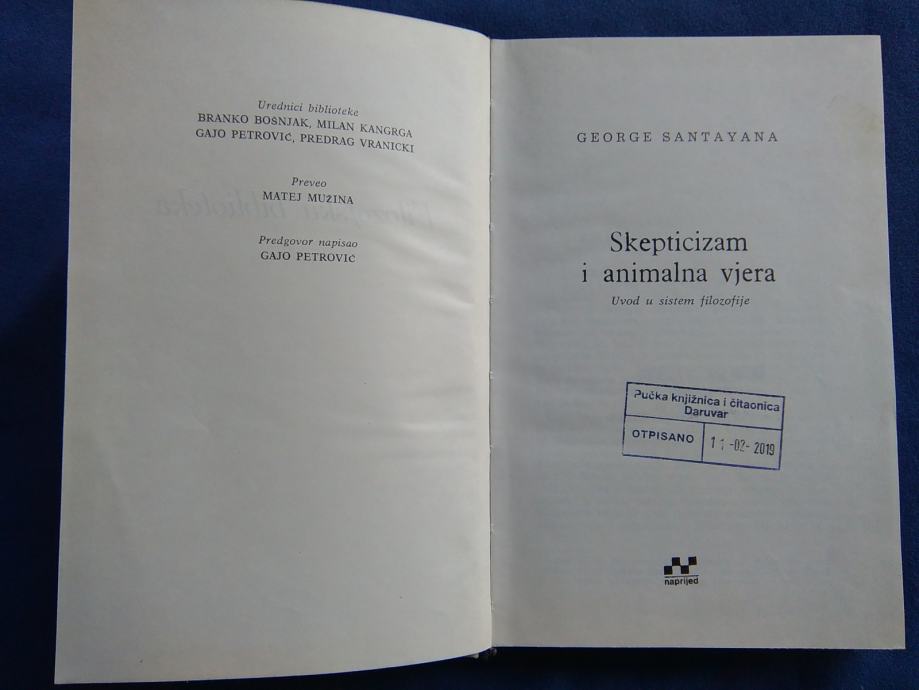 Urednici biblioteke
BRANKO BOŠNJAK, MILAN KANGRGA
GAJO PETROVIĆ, PREDRAG VRANICKI
Preveo
MATEJ MUŽINA
Predgovor napisao
GAJO PETROVIĆ
GEORGE SANTAYANA
Skepticizam
i animalna vjera
Uvod u sistem filozofije
Pučka knjižnica i čitaonica
Daruvar
OTPISANO
11-02-2019
naprijed